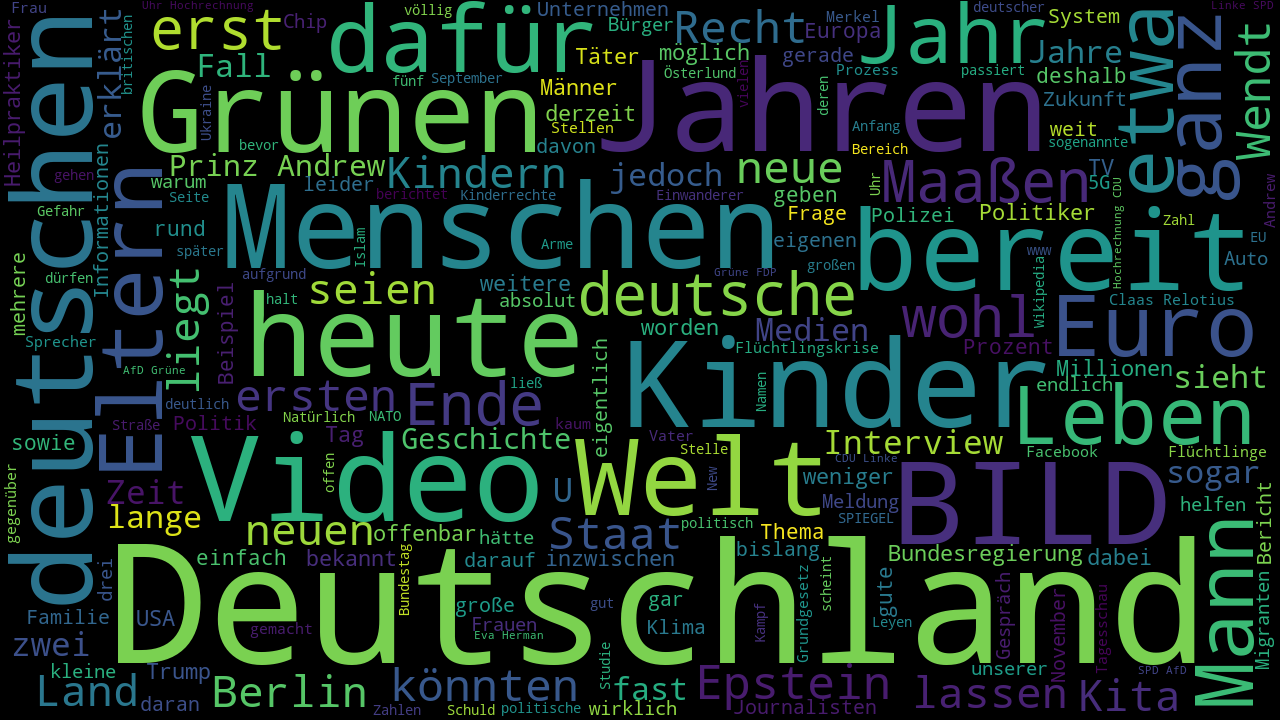 Frau
Uhr Hochrechnung
völlig
Unternehmen
Merkel
deutscher
Linke SPD
erst
Chip
dafür
Bürger
Recht
Europa
Jahr
System
ganz
Heilpraktiker
deutschen
erklärt
britischen
Fall
Täter
möglich
gerade
Jahre
etwa
Wendt
Grünen
fünf
September
Männer
Österlund
Jahren
vielen
Prozess
passiert
deshalb
Ukraine
derzeit
deren
Zukunft
Stellen
Anfang
weit
bevor
davon
Bereich
sogenannte
gehen
Eltern
warum
Prinz Andrew
Kindern
jedoch
neue
Maaßen
TV
5G
leider
berichtet
Kinderrechte
Einwanderer
geben
Uhr
Hochrechnung CDU
Andrew
Gefahr
Informationen
Seite
Menschen
Frage
Polizei
Politiker
Zahl
rund
Islam
Arme
eigenen
bereit
EU
später
www
Auto
mehrere
dürfen
liegt
aufgrund
Grüne FDP
großen
Wikipedia
Beispiel
seien
weitere
deutsche
halt
absolut
Claas Relotius
Sprecher
heute
worden
Medien
wohl
Euro
Flüchtlingskrise
Prozent
AfD Grüne
eigentlich
Kinder
Millionen
sieht
ersten
ließ
Namen
endlich
deutlich
Ende
Leben
Straße
Politik
Natürlich
NATO
kaum
sowie
Tag
Geschichte
Vater
Interview
Video
Welt
Stelle
CDU Linke
Facebook
Flüchtlinge
gegenüber
offen
New
weniger
BILD
sogar
Zeit
U
Meldung
helfen
Bericht
lange
neuen
offenbar
hätte
Staat
politisch
Thema
SPIEGEL
Mann
drei
einfach
bekannt
Bundestag
darauf
inzwischen
bislang
Bundesregierung
dabei
Deutschland
scheint
gute
Gespräch
Migranten
Familie
USA
große
gut
gar
Grundgesetz
November
Tagesschau
gemacht
Frauen
Eva Herman
Klima
Kampf
Leyen
zwei
studie
kleine
Trump
könnten
fast
Epstein
unserer
SPD AfD
Land
daran
Berlin
Zahlen
Schuld
politische
wirklich
Journalisten
lassen
Kita